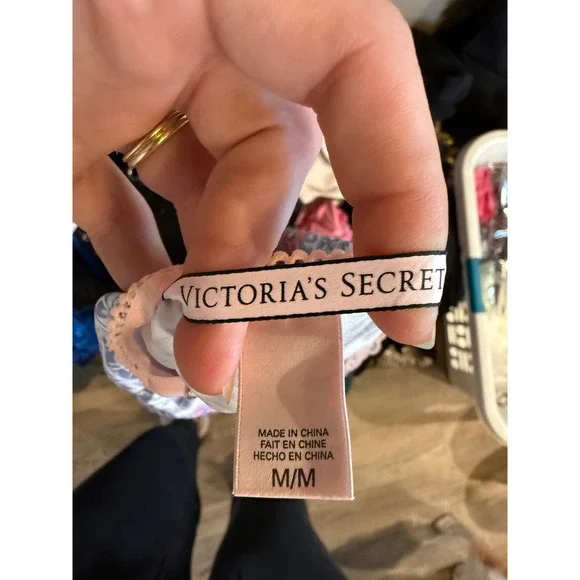 VICTORIA'S SECRET
MADE IN CHINA
FAIT EN CHINE
HECHO EN CHINA
M/M